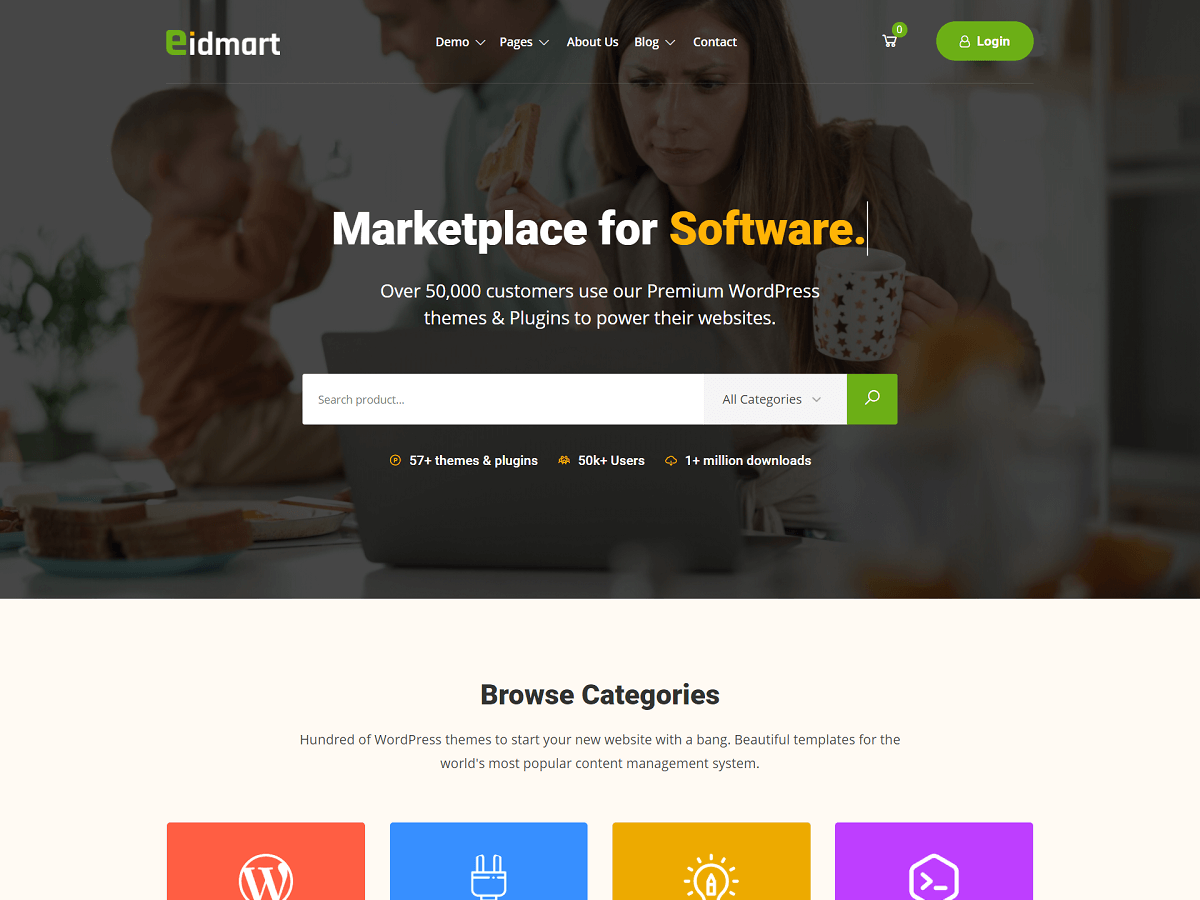 eidmart
Demo Pages About Us Blog Contact
0
Login
Marketplace for Software.
Over 50,000 customers use our Premium WordPress
themes & Plugins to power their websites.
Search product...
All Categories
57+ themes & plugins 50k+ Users 1+ million downloads
Browse Categories
Hundred of WordPress themes to start your new website with a bang. Beautiful templates for the
world's most popular content management system.